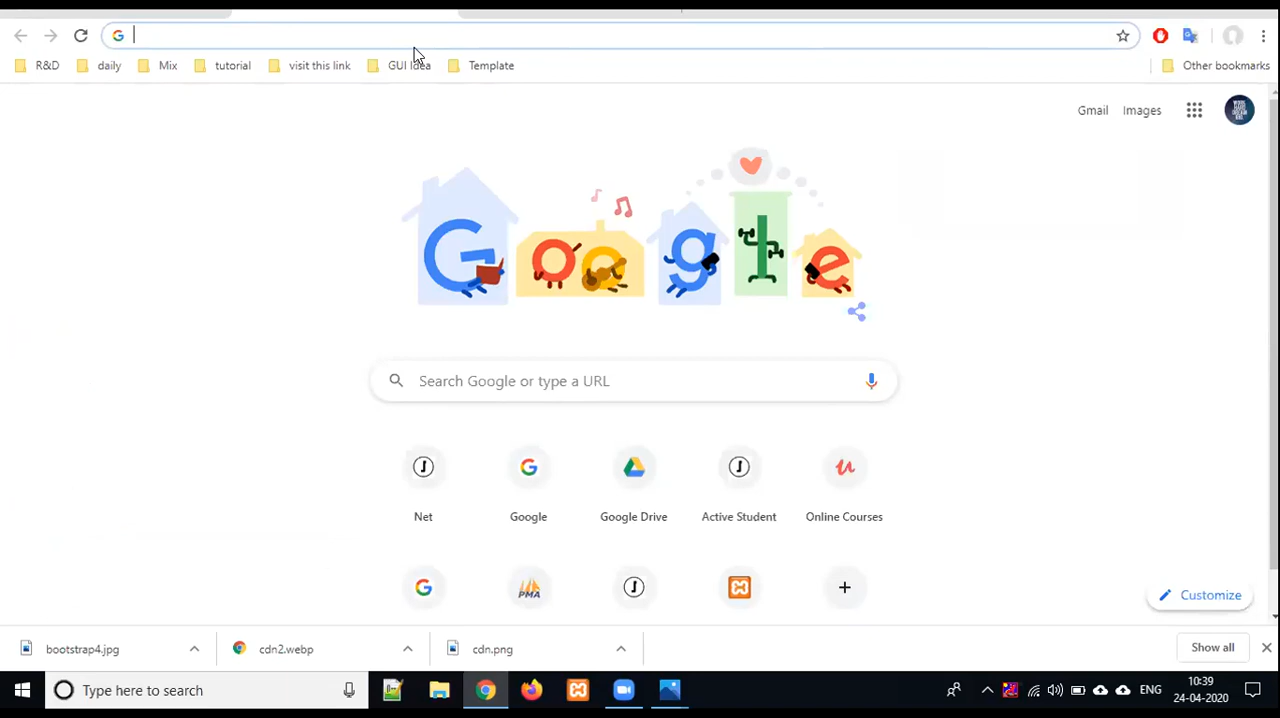 R&D daily Mix tutorial visit this link GUI Idea Template Other bookmarks
Gmail Images
Google
Search Google or type a URL
Net Google Google Drive Active Student Online Courses
PMA
Customize
bootstrap4.jpg cdn2.webp cdn.png Show all
Type here to search ENG 10:39
24-04-2020